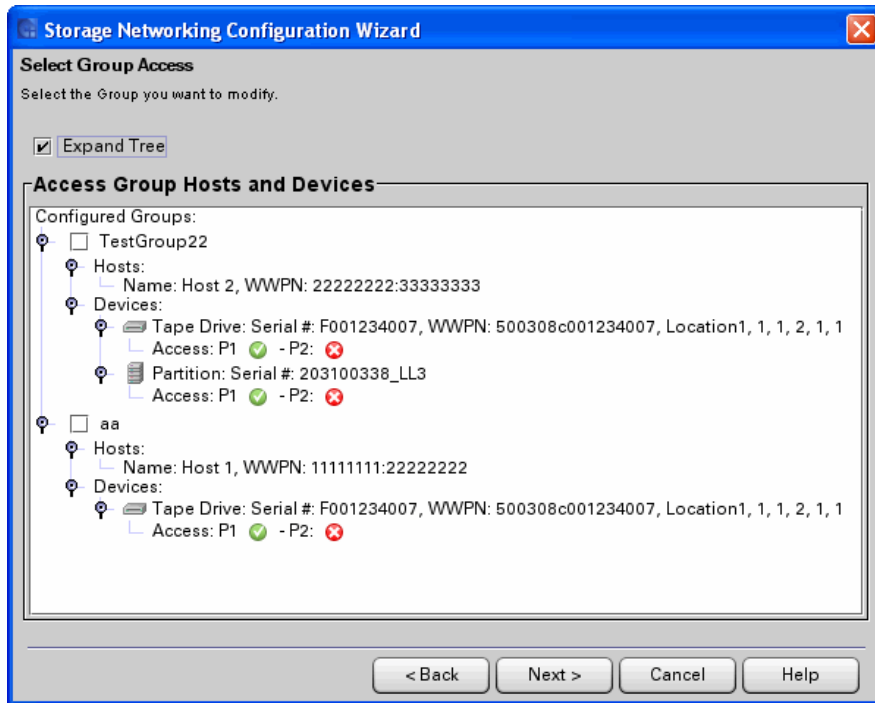 Storage Networking Configuration Wizard
Select Group Access
Select the Group you want to modify.
Expand Tree
Access Group Hosts and Devices
Configured Groups:
TestGroup22
Hosts:
Name: Host 2, WWPN: 22222222:33333333
Devices:
Tape Drive: Serial #: F001234007, WWPN: 500308c001234007, Location1, 1, 1, 2, 1, 1
Access: P1 - P2:
Partition: Serial #: 203100338_LL3
Access: P1 - P2:
aa
Hosts:
Name: Host 1, WWPN: 11111111:22222222
Devices:
Tape Drive: Serial #: F001234007, WWPN: 500308c001234007, Location1, 1, 1, 2, 1, 1
Access: P1 - P2:
< Back Next > Cancel Help